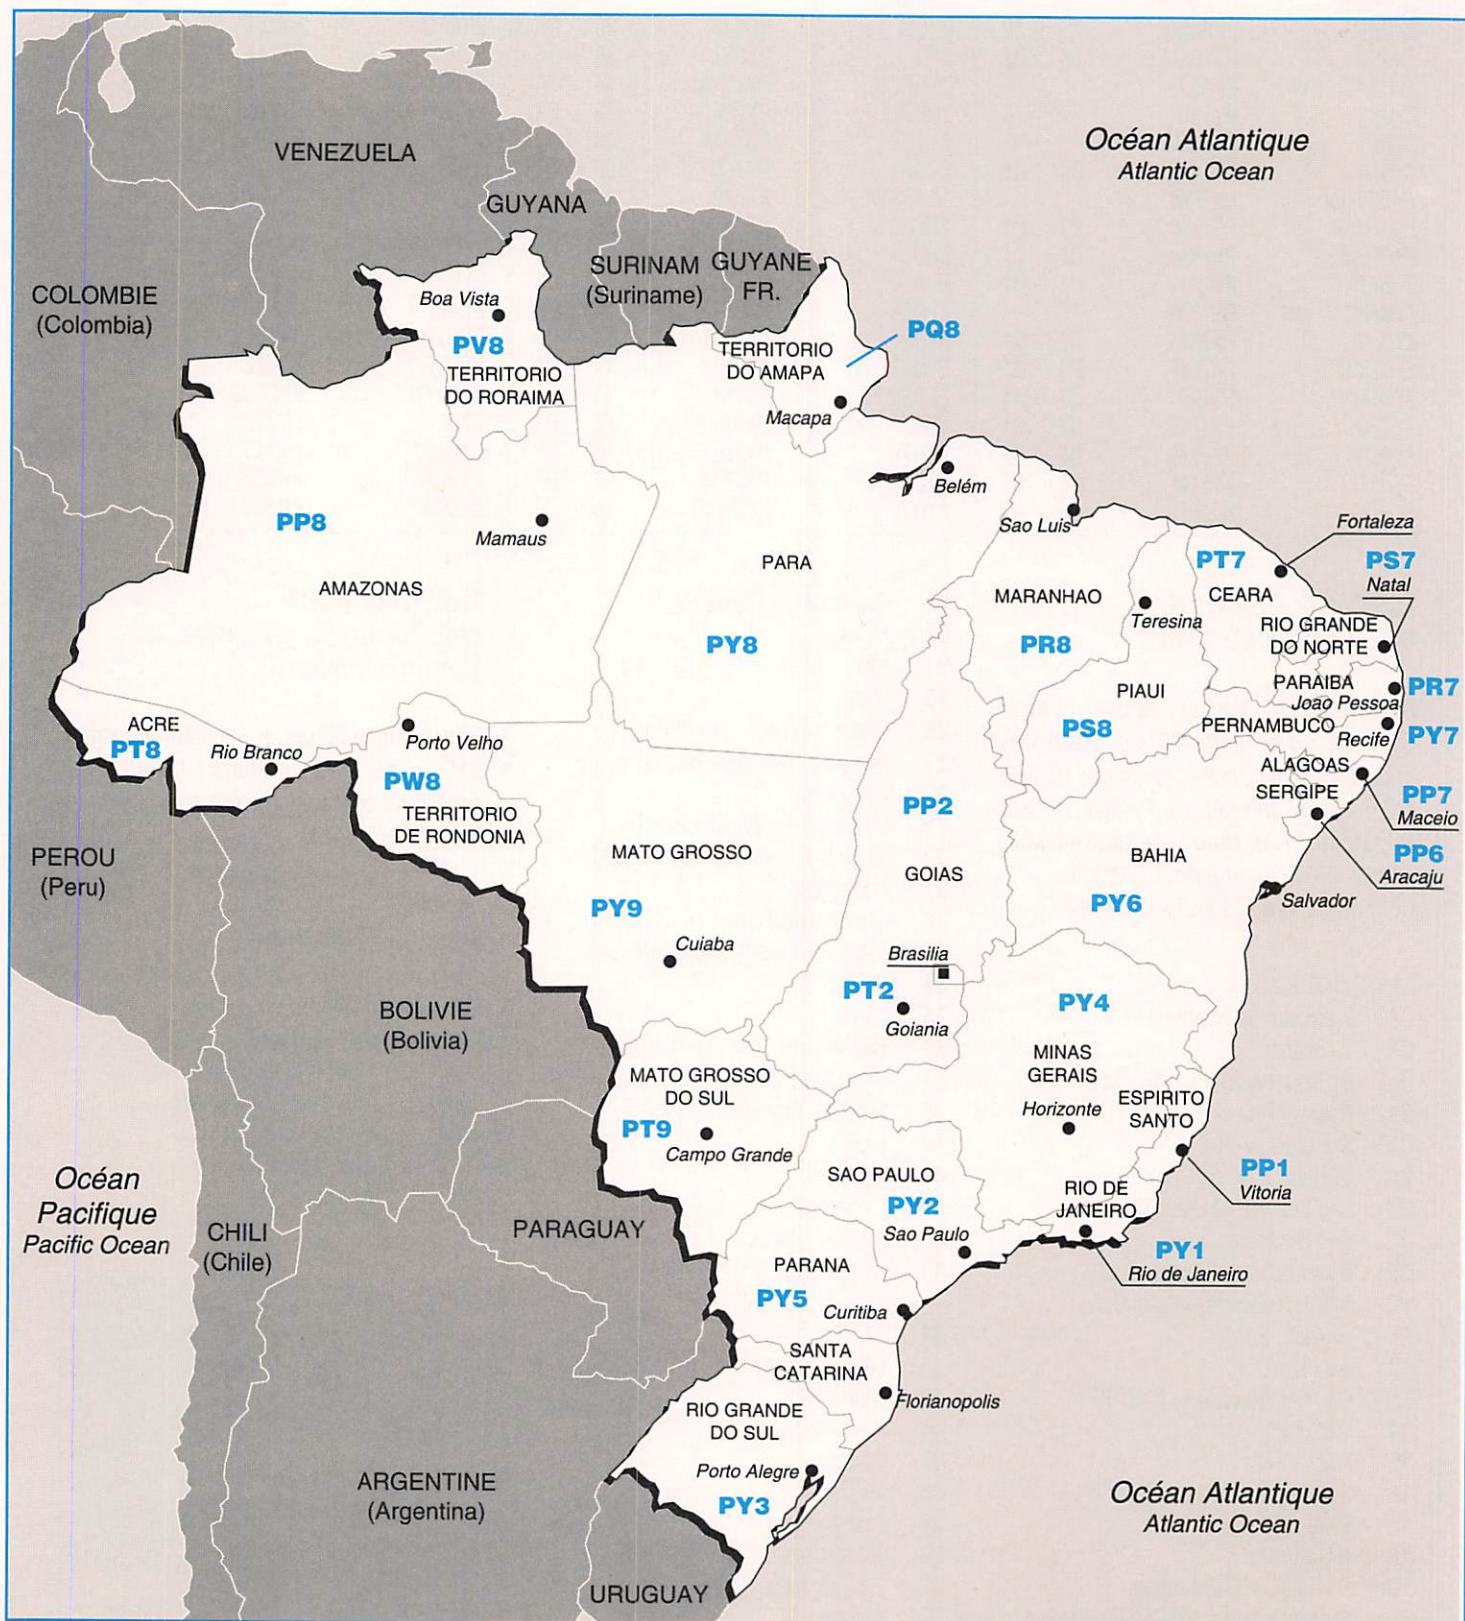 Océan Atlantique
Atlantic Ocean
VENEZUELA
GUYANA
SURINAM
(Suriname)
GUYANE
FR.
COLOMBIE
(Colombia)
Boa Vista
PV8
TERRITORIO
DO RORAIMA
PQ8
TERRITORIO
DO AMAPA
Macapa
Belém
PP8
Mamaus
AMAZONAS
PARA
PY8
Sao Luis
MARANHAO
PR8
Teresina
PIAUI
PS8
Fortaleza
PT7
CEARA
PS7
Natal
RIO GRANDE
DO NORTE
PARAIBA
Joao Pessoa
PR7
PERNAMBUCO
Recife
PY7
ALAGOAS
SERGIPE
PP7
Maceio
PP6
Aracaju
ACRE
PT8
Rio Branco
Porto Velho
PW8
TERRITORIO
DE RONDONIA
PEROU
(Peru)
MATO GROSSO
PY9
Cuiaba
PP2
GOIAS
Brasilia
PT2
Goiania
BAHIA
PY6
Salvador
BOLIVIE
(Bolivia)
PY4
MINAS
GERAIS
Horizonte
ESPIRITO
SANTO
PP1
Vitoria
MATO GROSSO
DO SUL
PT9
Campo Grande
SAO PAULO
PY2
Sao Paulo
RIO DE
JANEIRO
PY1
Rio de Janeiro
Océan
Pacifique
Pacific Ocean
CHILI
(Chile)
PARAGUAY
PARANA
PY5
Curitiba
SANTA
CATARINA
Florianopolis
RIO GRANDE
DO SUL
Porto Alegre
PY3
ARGENTINE
(Argentina)
URUGUAY
Océan Atlantique
Atlantic Ocean